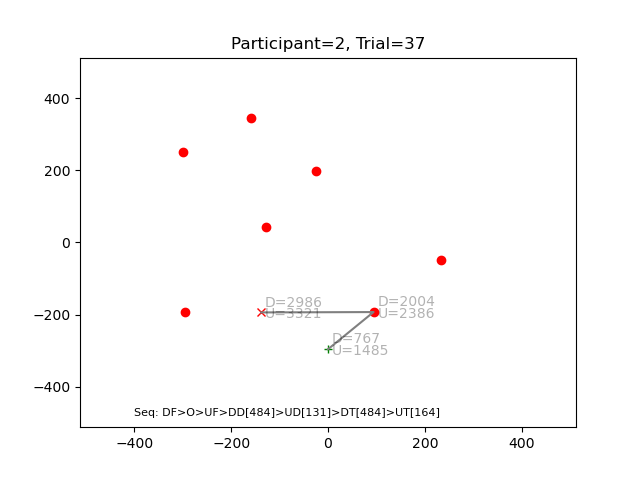 Participant=2, Trial=37
400
200
0
−200
−400
D=2986
U=3321
D=2004
U=2386
D=767
U=1485
Seq: DF>O>UF>DD[484]>UD[131]>DT[484]>UT[164]
−400
−200
0
200
400